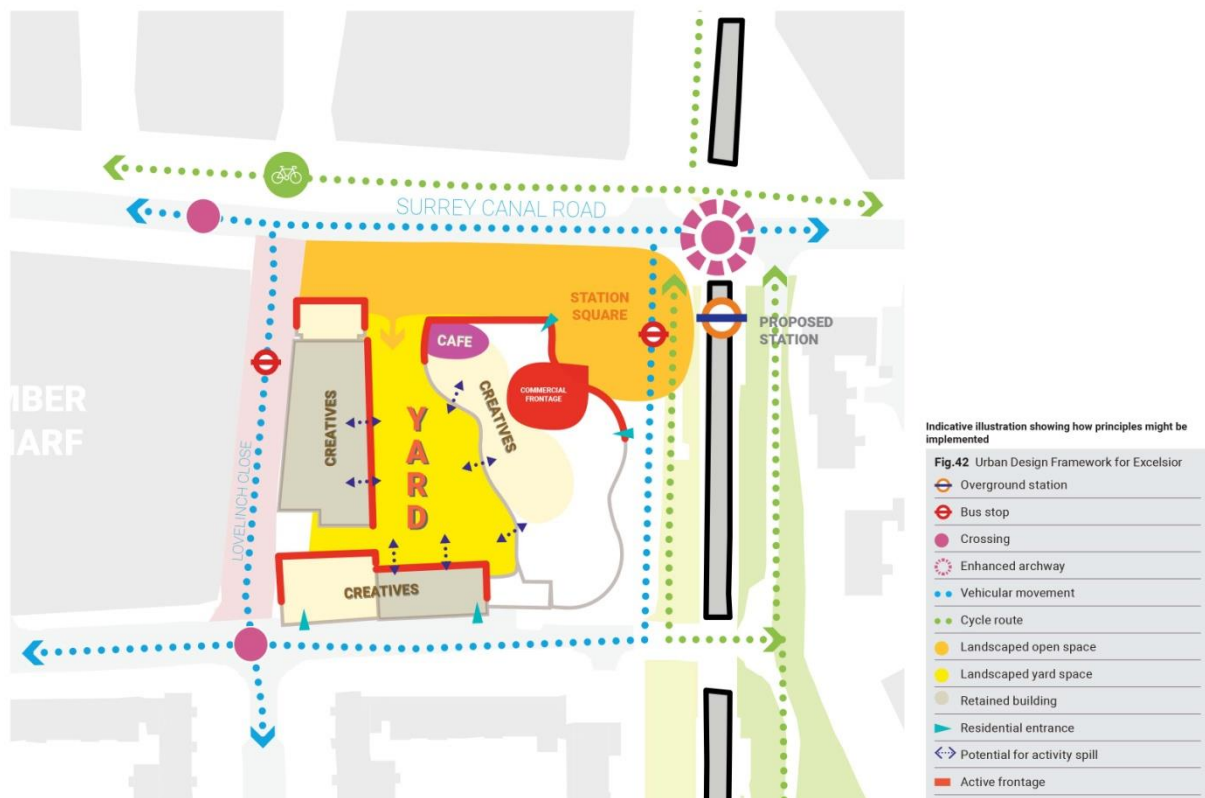 SURREY CANAL ROAD
STATION
SQUARE
PROPOSED
STATION
CAFE
COMMERCIAL
FRONTAGE
CREATIVES
CREATIVES
YARD
LOVELINCH CLOSE
CREATIVES
MBER
ARF
Indicative illustration showing how principles might be
implemented
Fig.42 Urban Design Framework for Excelsior
Overground station
Bus stop
Crossing
Enhanced archway
Vehicular movement
Cycle route
Landscaped open space
Landscaped yard space
Retained building
Residential entrance
Potential for activity spill
Active frontage